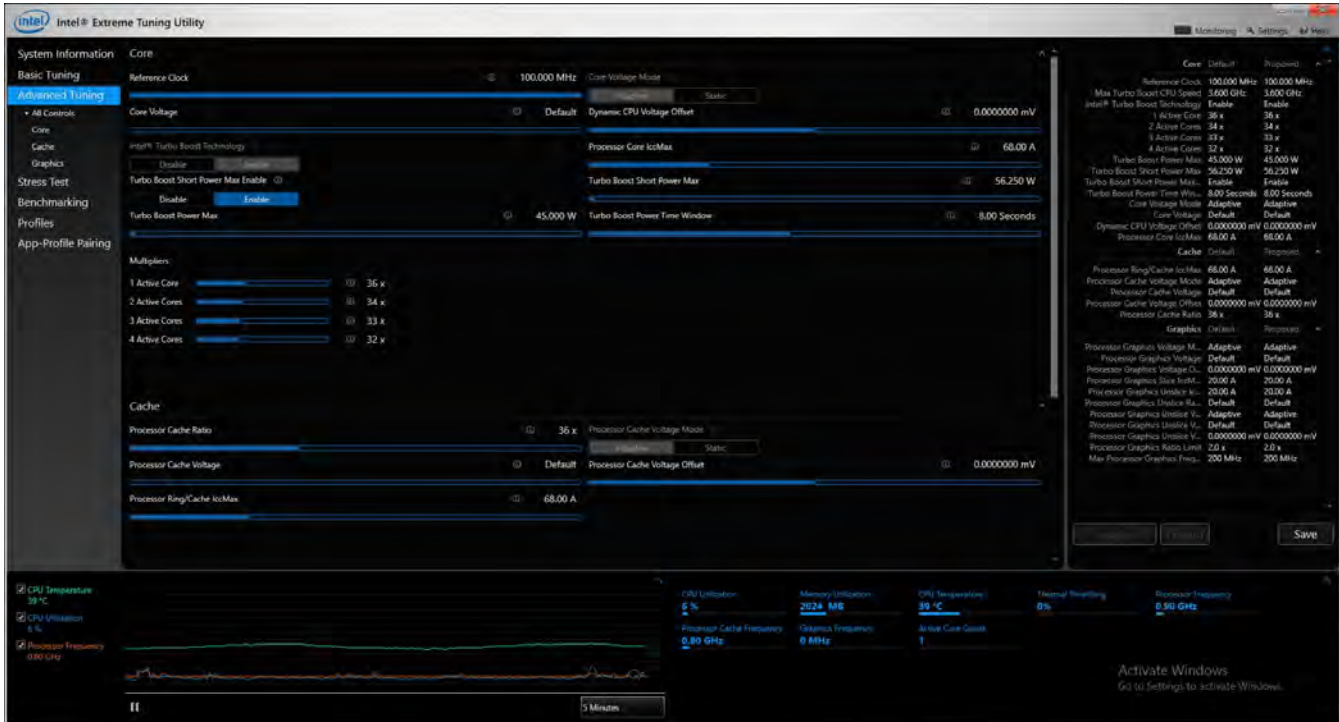 intel Intel® Extreme Tuning Utility
Monitoring Settings Help
System Information
Basic Tuning
Advanced Tuning
All Controls
Core
Cache
Graphics
Stress Test
Benchmarking
Profiles
App-Profile Pairing
Core
Reference Clock 100.000 MHz Core Voltage Mode
Static
Core Voltage Default Dynamic CPU Voltage Offset 0.0000000 mV
Intel® Turbo Boost Technology Processor Core IccMax 68.00 A
Disable
Turbo Boost Short Power Max Enable Turbo Boost Short Power Max 56.250 W
Disable Enable
Turbo Boost Power Max 45.000 W Turbo Boost Power Time Window 8.00 Seconds
Multipliers
1 Active Core 36 x
2 Active Cores 34 x
3 Active Cores 33 x
4 Active Cores 32 x
Cache
Processor Cache Ratio 36 x Processor Cache Voltage Mode
Static
Processor Cache Voltage Default Processor Cache Voltage Offset 0.0000000 mV
Processor Ring/Cache IccMax 68.00 A
Core Default Proposed
Reference Clock 100.000 MHz 100.000 MHz
Max Turbo Boost CPU Speed 3.600 GHz 3.600 GHz
Intel® Turbo Boost Technology Enable Enable
1 Active Core 36 x 36 x
2 Active Cores 34 x 34 x
3 Active Cores 33 x 33 x
4 Active Cores 32 x 32 x
Turbo Boost Power Max 45.000 W 45.000 W
Turbo Boost Short Power Max 56.250 W 56.250 W
Turbo Boost Short Power Max... Enable Enable
Turbo Boost Power Time Win... 8.00 Seconds 8.00 Seconds
Core Voltage Mode Adaptive Adaptive
Core Voltage Default Default
Dynamic CPU Voltage Offset 0.0000000 mV 0.0000000 mV
Processor Core IccMax 68.00 A 68.00 A
Cache Default Proposed
Processor Ring/Cache IccMax 68.00 A 68.00 A
Processor Cache Voltage Mode Adaptive Adaptive
Processor Cache Voltage Default Default
Processor Cache Voltage Offset 0.0000000 mV 0.0000000 mV
Processor Cache Ratio 36 x 36 x
Graphics Default Proposed
Processor Graphics Voltage M... Adaptive Adaptive
Processor Graphics Voltage Default Default
Processor Graphics Voltage O... 0.0000000 mV 0.0000000 mV
Processor Graphics Slice IccM... 20.00 A 20.00 A
Processor Graphics Unslice Ic... 20.00 A 20.00 A
Processor Graphics Unslice Ra... Default Default
Processor Graphics Unslice V... Adaptive Adaptive
Processor Graphics Unslice V... Default Default
Processor Graphics Unslice V... 0.0000000 mV 0.0000000 mV
Processor Graphics Ratio Limit 2.0 x 2.0 x
Max Processor Graphics Freq... 200 MHz 200 MHz
Save
CPU Temperature
39 °C
CPU Utilization
6 %
Processor Frequency
0.80 GHz
5 Minutes
CPU Utilization Memory Utilization CPU Temperature Thermal Throttling Processor Frequency
6 % 2024 MB 39 °C 0% 0.90 GHz
Processor Cache Frequency Graphics Frequency Active Core Count
0.80 GHz 0 MHz 1
Activate Windows
Go to Settings to activate Windows.